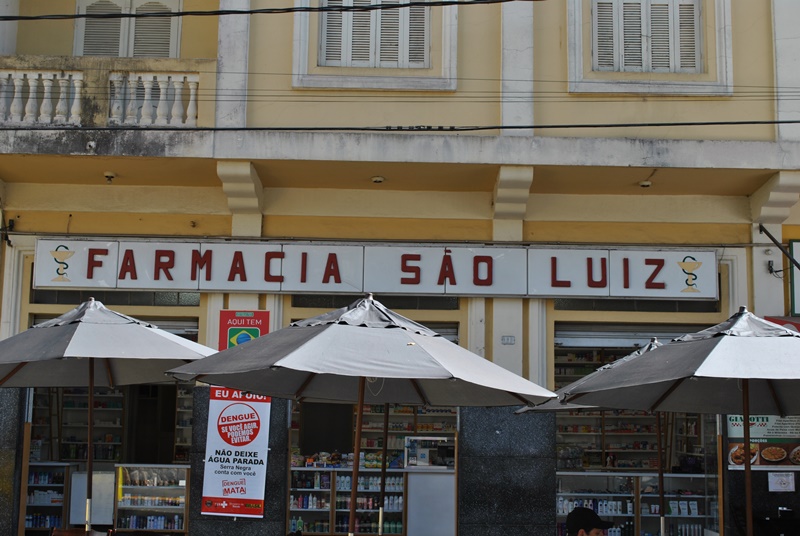 FARMACIA SÃO LUIZ
AQUI TEM
EU APOIO!
DENGUE
SE VOCÊ AGIR,
PODEMOS
EVITAR.
NÃO DEIXE
ÁGUA PARADA
Serra Negra
conta com você
DENGUE
MATA!
GIANOTTI